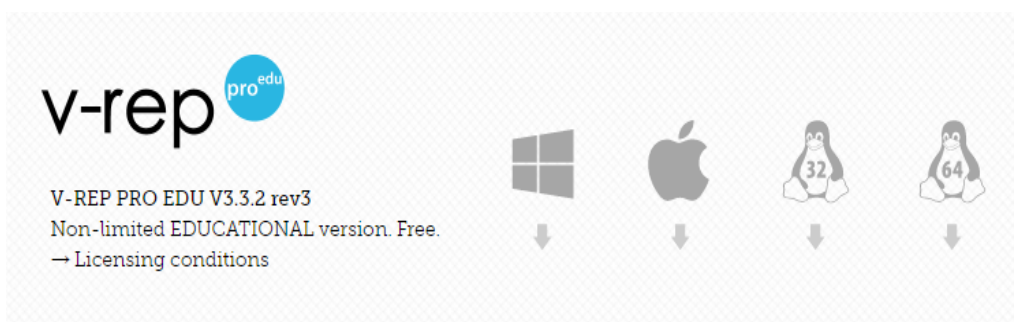 v-rep
pro edu
V-REP PRO EDU V3.3.2 rev3
Non-limited EDUCATIONAL version. Free.
→ Licensing conditions
32
64